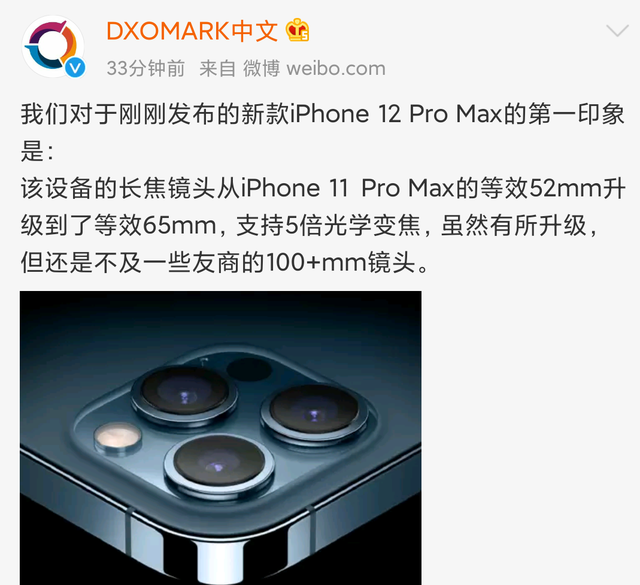 DXOMARK中文
33分钟前 来自 微博 weibo.com
我们对于刚刚发布的新款iPhone 12 Pro Max的第一印象
是：
该设备的长焦镜头从iPhone 11 Pro Max的等效52mm升
级到了等效65mm，支持5倍光学变焦，虽然有所升级，
但还是不及一些友商的100+mm镜头。